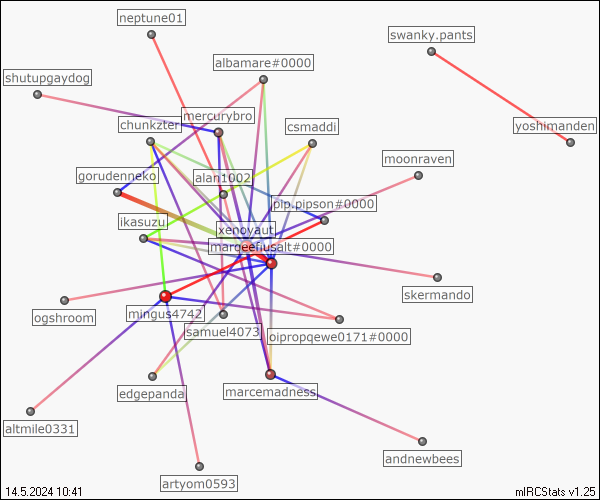 neptune01
swanky.pants
albamare#0000
shutupgaydog
mercurybro
chunkzter
csmaddi
yoshimanden
moonraven
gorudenneko
alan1002
pip.pipson#0000
ikasuzu
xenoyaut
marqeeriusalt#0000
skermando
ogshroom
mingus4742
samuel4073
oipropqewe0171#0000
edgepanda
marcemadness
altmile0331
andnewbees
artyom0593
14.5.2024 10:41
mIRCStats v1.25